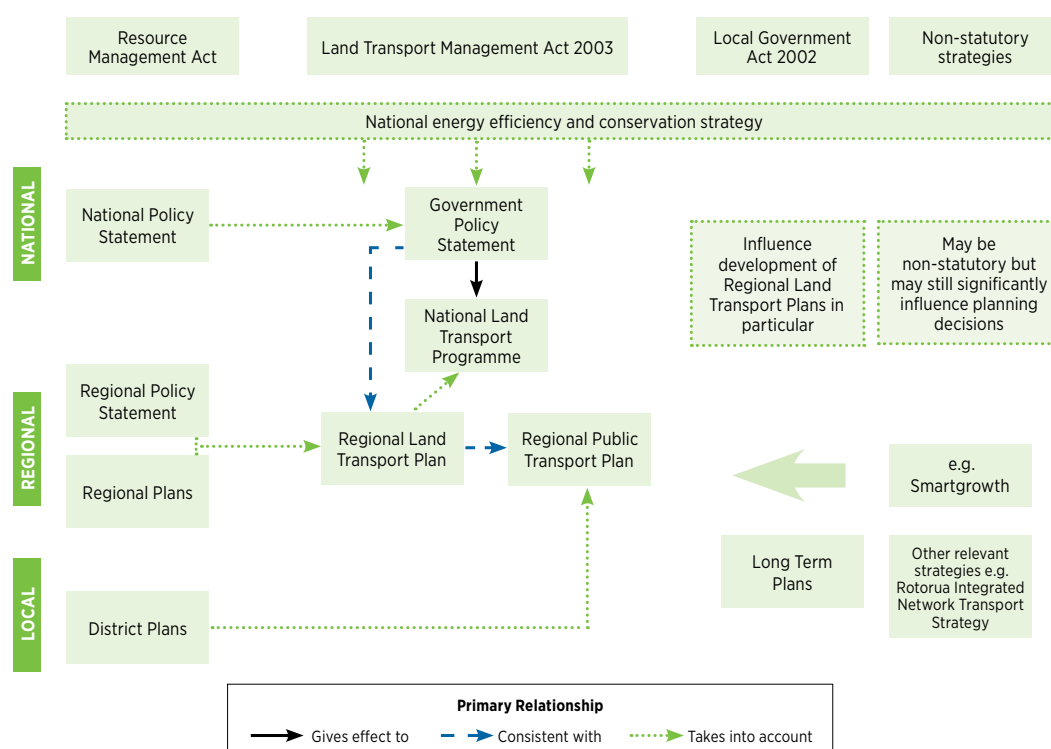 Resource
Management Act
Land Transport Management Act 2003
Local Government
Act 2002
Non-statutory
strategies
National energy efficiency and conservation strategy
NATIONAL
National Policy
Statement
Government
Policy
Statement
National Land
Transport
Programme
Influence
development of
Regional Land
Transport Plans in
particular
May be
non-statutory but
may still significantly
influence planning
decisions
REGIONAL
Regional Policy
Statement
Regional Plans
Regional Land
Transport Plan
Regional Public
Transport Plan
e.g.
Smartgrowth
LOCAL
District Plans
Long Term
Plans
Other relevant
strategies e.g.
Rotorua Integrated
Network Transport
Strategy
Primary Relationship
Gives effect to
Consistent with
Takes into account